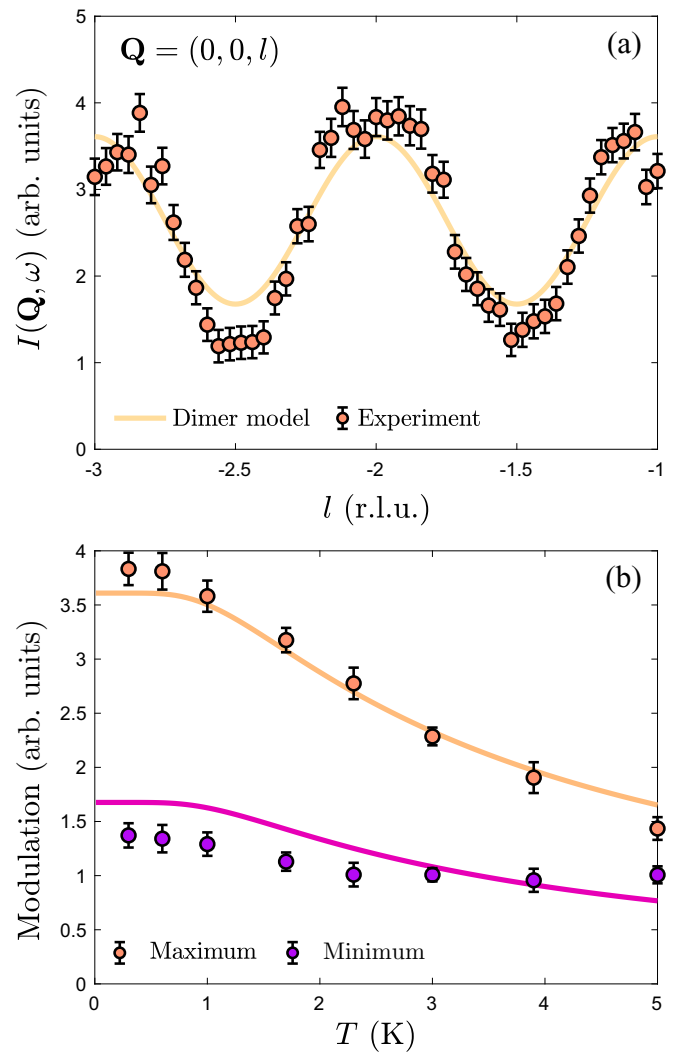 5
4
3
2
1
0
I(Q, ω) (arb. units)
Q = (0, 0, l)
(a)
Dimer model
Experiment
-3 -2.5 -2 -1.5 -1
l (r.l.u.)
4
3.5
3
2.5
2
1.5
1
0.5
0
Modulation (arb. units)
(b)
Maximum
Minimum
0 1 2 3 4 5
T (K)